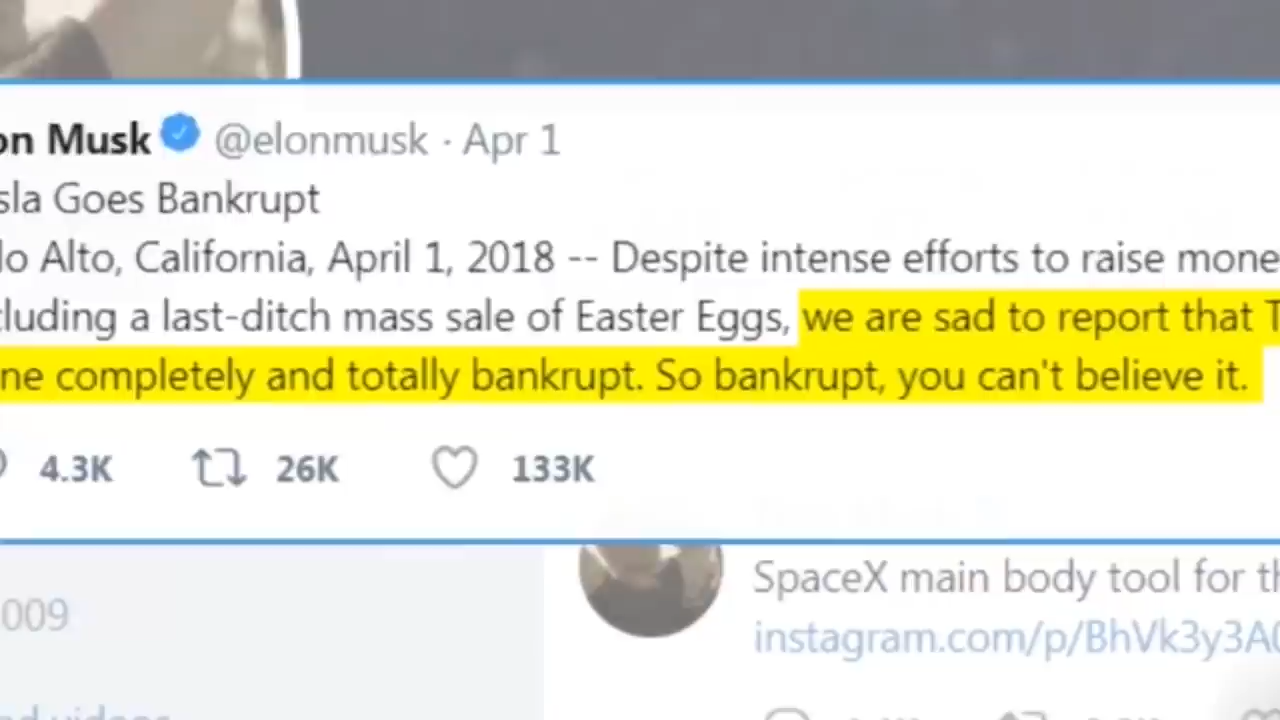 on Musk @elonmusk · Apr 1
sla Goes Bankrupt
lo Alto, California, April 1, 2018 -- Despite intense efforts to raise mone
cluding a last-ditch mass sale of Easter Eggs, we are sad to report that T
ne completely and totally bankrupt. So bankrupt, you can't believe it.
4.3K 26K 133K
SpaceX main body tool for th
009
instagram.com/p/BhVk3y3A